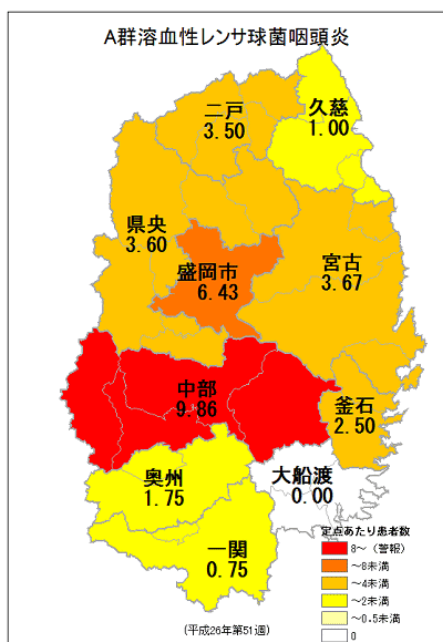 A群溶血性レンサ球菌咽頭炎
二戸
3.50
久慈
1.00
県央
3.60
盛岡市
6.43
宮古
3.67
中部
9.86
釜石
2.50
奥州
1.75
大船渡
0.00
一関
0.75
定点あたり患者数
8～（警報）
～8未満
～4未満
～2未満
～0.5未満
0
(平成26年第51週)